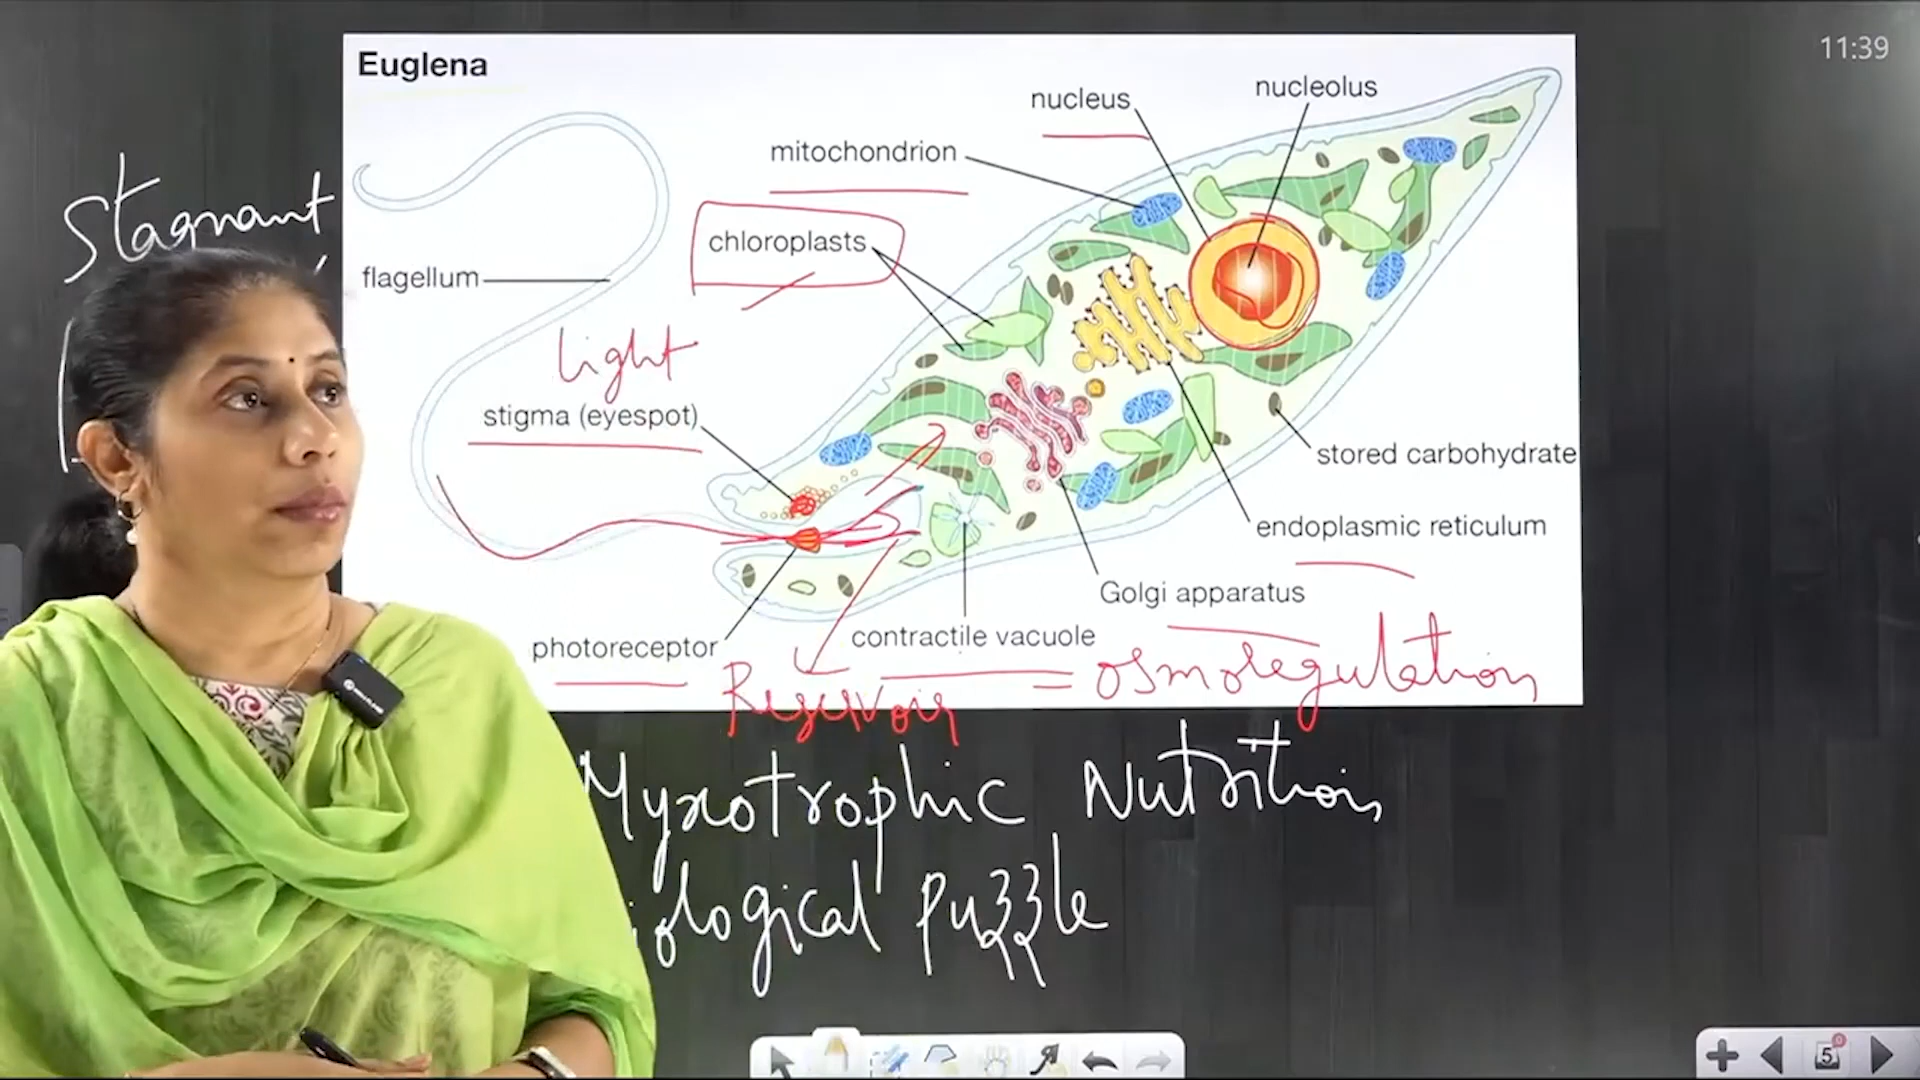 11:39
Euglena
nucleolus
nucleus
mitochondrion
Stagnant
chloroplasts
flagellum
Light
stigma (eyespot)
stored carbohydrate
endoplasmic reticulum
Golgi apparatus
contractile vacuole
photoreceptor
= osmoregulation
Reservoir
Myxotrophic Nutrition
iological Puzzle
5